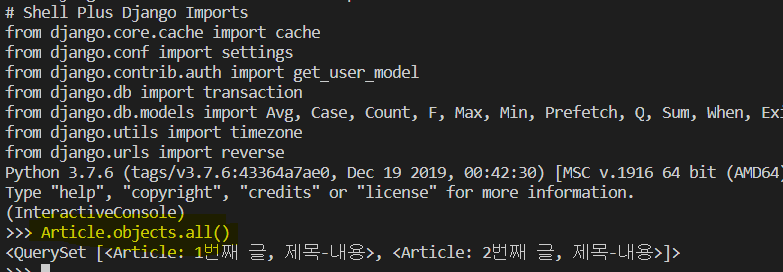 # Shell Plus Django Imports
from django.core.cache import cache
from django.conf import settings
from django.contrib.auth import get_user_model
from django.db import transaction
from django.db.models import Avg, Case, Count, F, Max, Min, Prefetch, Q, Sum, When, Exi
from django.utils import timezone
from django.urls import reverse
Python 3.7.6 (tags/v3.7.6:43364a7ae0, Dec 19 2019, 00:42:30) [MSC v.1916 64 bit (AMD64)
Type "help", "copyright", "credits" or "license" for more information.
(InteractiveConsole)
>>> Article.objects.all()
<QuerySet [<Article: 1번째 글, 제목-내용>, <Article: 2번째 글, 제목-내용>]>
>>>